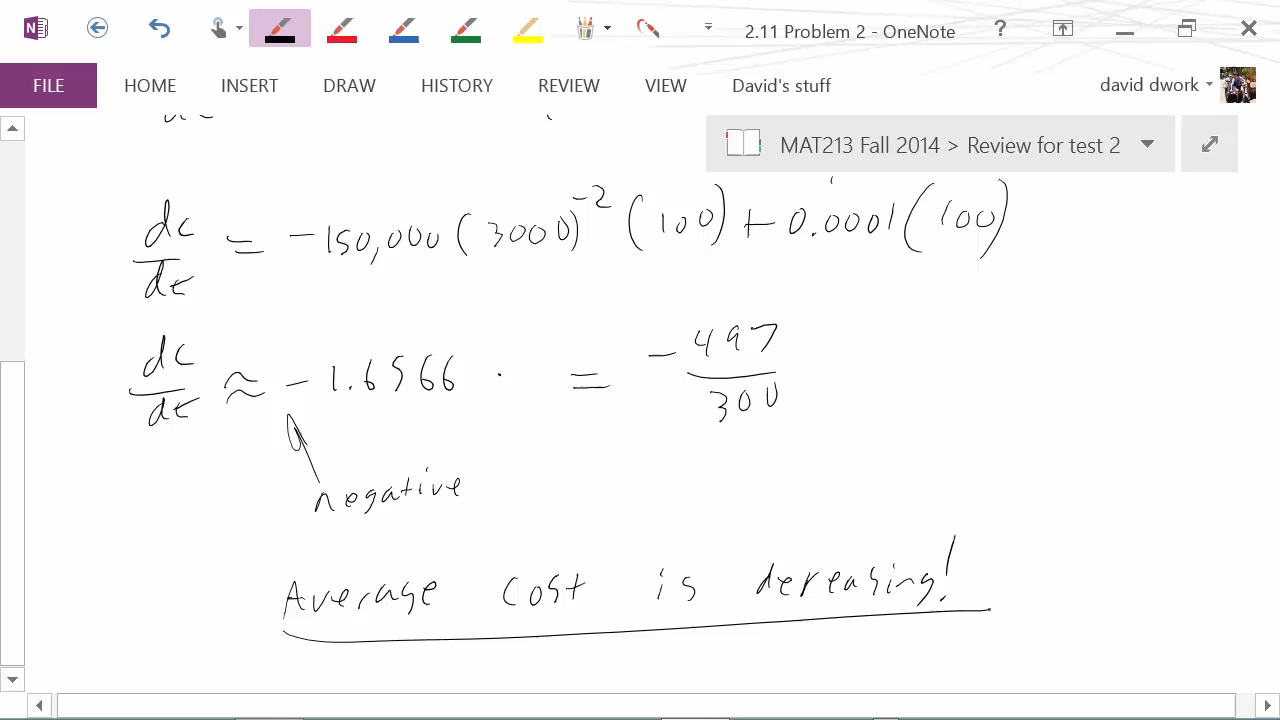 2.11 Problem 2 - OneNote
?
FILE HOME INSERT DRAW HISTORY REVIEW VIEW David's stuff david dwork
MAT213 Fall 2014 > Review for test 2
dc/dt = -150,000 (3000)^-2 (100) + 0.0001 (100)
dc/dt ≈ -1.6566 . = -497/300
negative
Average cost is dereasing!